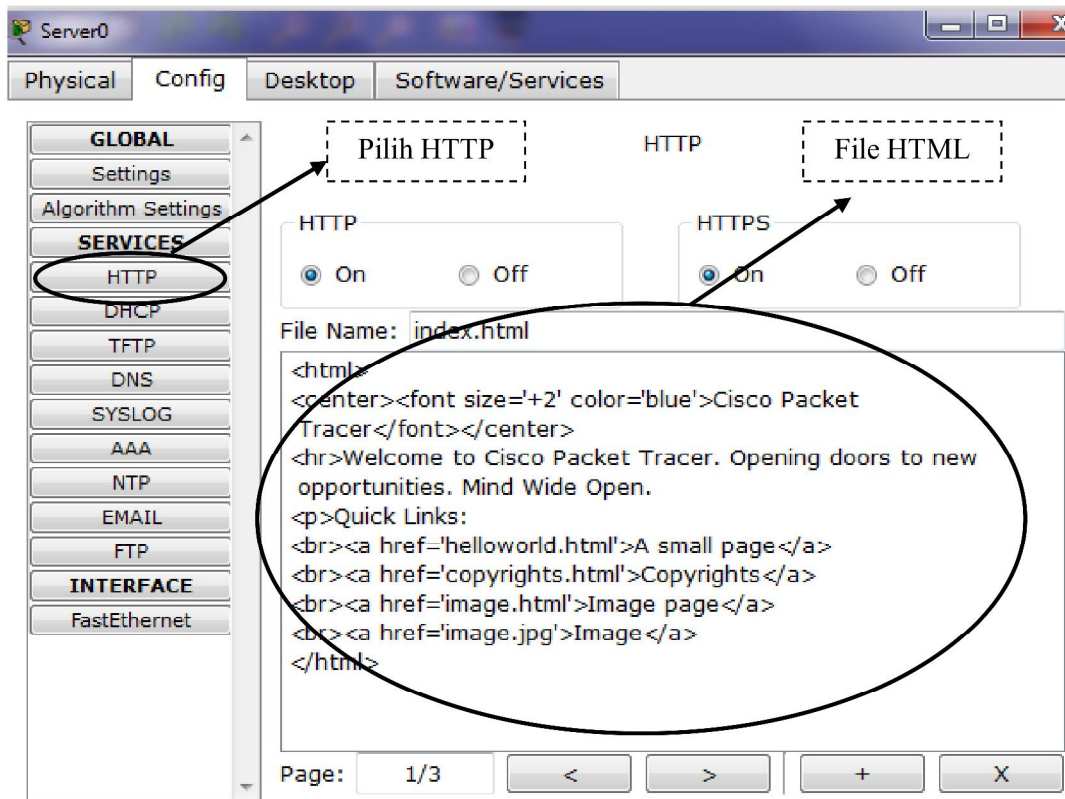 Server0
Physical Config Desktop Software/Services
GLOBAL
Settings
Algorithm Settings
SERVICES
HTTP
DHCP
TFTP
DNS
SYSLOG
AAA
NTP
EMAIL
FTP
INTERFACE
FastEthernet
Pilih HTTP
HTTP
File HTML
HTTP
On Off
HTTPS
On Off
File Name: index.html
<html>
<center><font size='+2' color='blue'>Cisco Packet
Tracer</font></center>
<hr>Welcome to Cisco Packet Tracer. Opening doors to new
opportunities. Mind Wide Open.
<p>Quick Links:
<br><a href='helloworld.html'>A small page</a>
<br><a href='copyrights.html'>Copyrights</a>
<br><a href='image.html'>Image page</a>
<br><a href='image.jpg'>Image</a>
</html>
Page: 1/3 < > + X